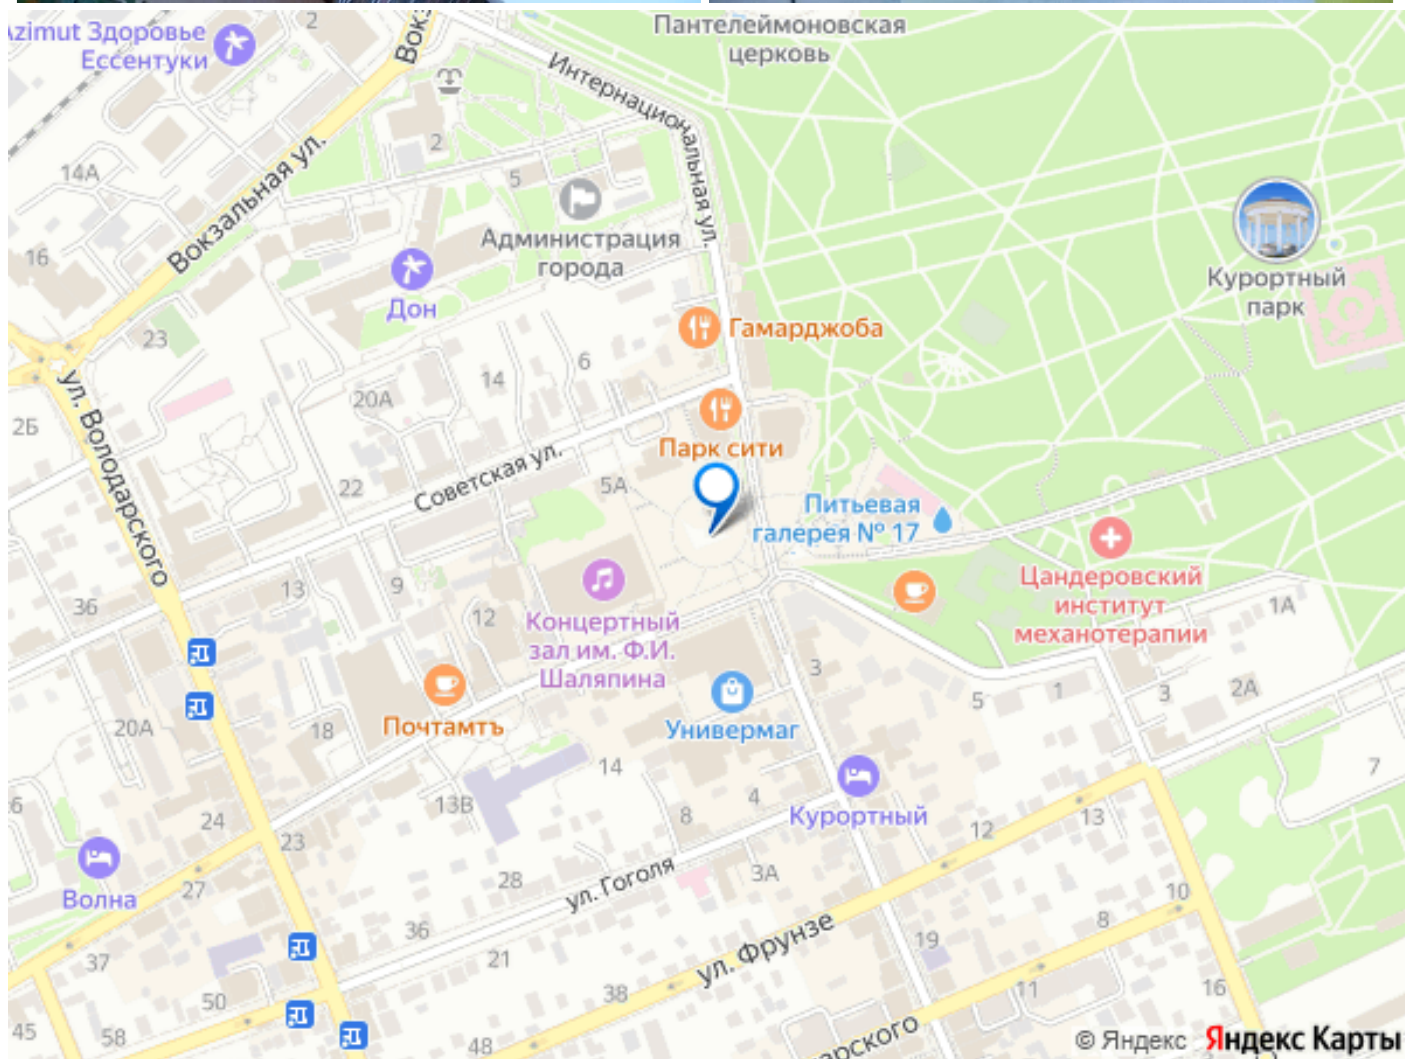 Azimut Здоровье
Ессентуки
2
Вокз
Пантелеймоновская
церковь
Интернациональная ул.
2
14А
5
Вокзальная ул.
Администрация
города
16
Дон
Курортный
парк
23
Гамарджоба
6
14
20А
ул. Володарского
2Б
Парк сити
Советская ул.
22
5А
Питьевая
галерея № 17
Цандеровский
институт
механотерапии
13
9
36
12
1А
Концертный
зал им. Ф.И.
Шаляпина
3
5
1
3
2А
20А
18
Почтамтъ
Универмаг
14
7
6
13В
4
8
Курортный
24
23
12
13
Волна
27
28
ул. Гоголя
3А
10
36
8
ул. Фрунзе
19
37
21
50
38
11
16
45
58
48
арского
© Яндекс Яндекс Карты